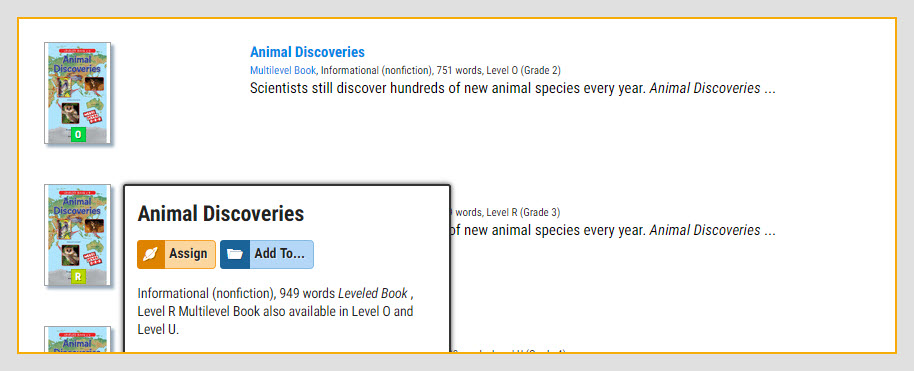 Animal Discoveries
Multilevel Book, Informational (nonfiction), 751 words, Level O (Grade 2)
Scientists still discover hundreds of new animal species every year. Animal Discoveries ...
Animal
Discoveries
O
words, Level R (Grade 3)
of new animal species every year. Animal Discoveries ...
Animal
Discoveries
R
Animal Discoveries
Assign
Add To...
Informational (nonfiction), 949 words Leveled Book ,
Level R Multilevel Book also available in Level O and
Level U.
Animal